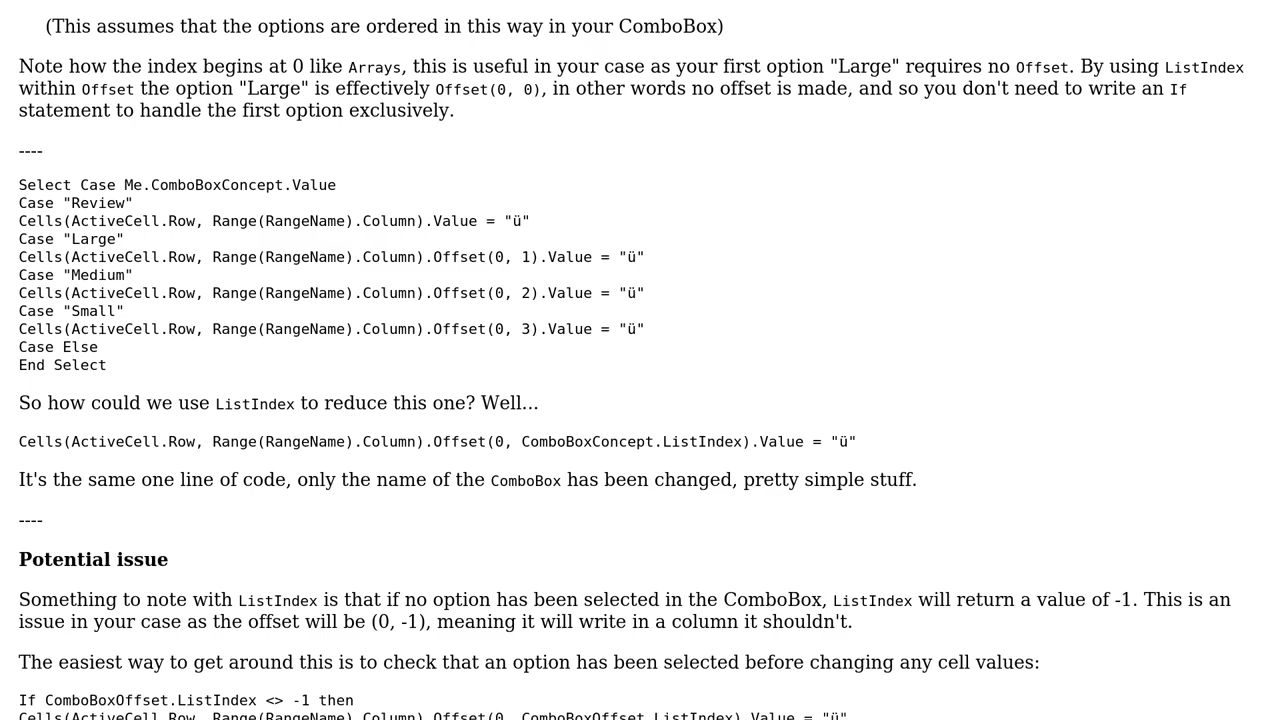 (This assumes that the options are ordered in this way in your ComboBox)
Note how the index begins at 0 like Arrays, this is useful in your case as your first option "Large" requires no Offset. By using ListIndex
within Offset the option "Large" is effectively Offset(0, 0), in other words no offset is made, and so you don't need to write an If
statement to handle the first option exclusively.
----
Select Case Me.ComboBoxConcept.Value
Case "Review"
Cells(ActiveCell.Row, Range(RangeName).Column).Value = "ü"
Case "Large"
Cells(ActiveCell.Row, Range(RangeName).Column).Offset(0, 1).Value = "ü"
Case "Medium"
Cells(ActiveCell.Row, Range(RangeName).Column).Offset(0, 2).Value = "ü"
Case "Small"
Cells(ActiveCell.Row, Range(RangeName).Column).Offset(0, 3).Value = "ü"
Case Else
End Select
So how could we use ListIndex to reduce this one? Well...
Cells(ActiveCell.Row, Range(RangeName).Column).Offset(0, ComboBoxConcept.ListIndex).Value = "ü"
It's the same one line of code, only the name of the ComboBox has been changed, pretty simple stuff.
----
Potential issue
Something to note with ListIndex is that if no option has been selected in the ComboBox, ListIndex will return a value of -1. This is an
issue in your case as the offset will be (0, -1), meaning it will write in a column it shouldn't.
The easiest way to get around this is to check that an option has been selected before changing any cell values:
If ComboBoxOffset.ListIndex <> -1 then
Cells(ActiveCell.Row, Range(RangeName).Column).Offset(0, ComboBoxOffset.ListIndex).Value = "ü"